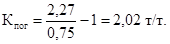 Кпог = 2,27/0,75 − 1 = 2,02 т/т.